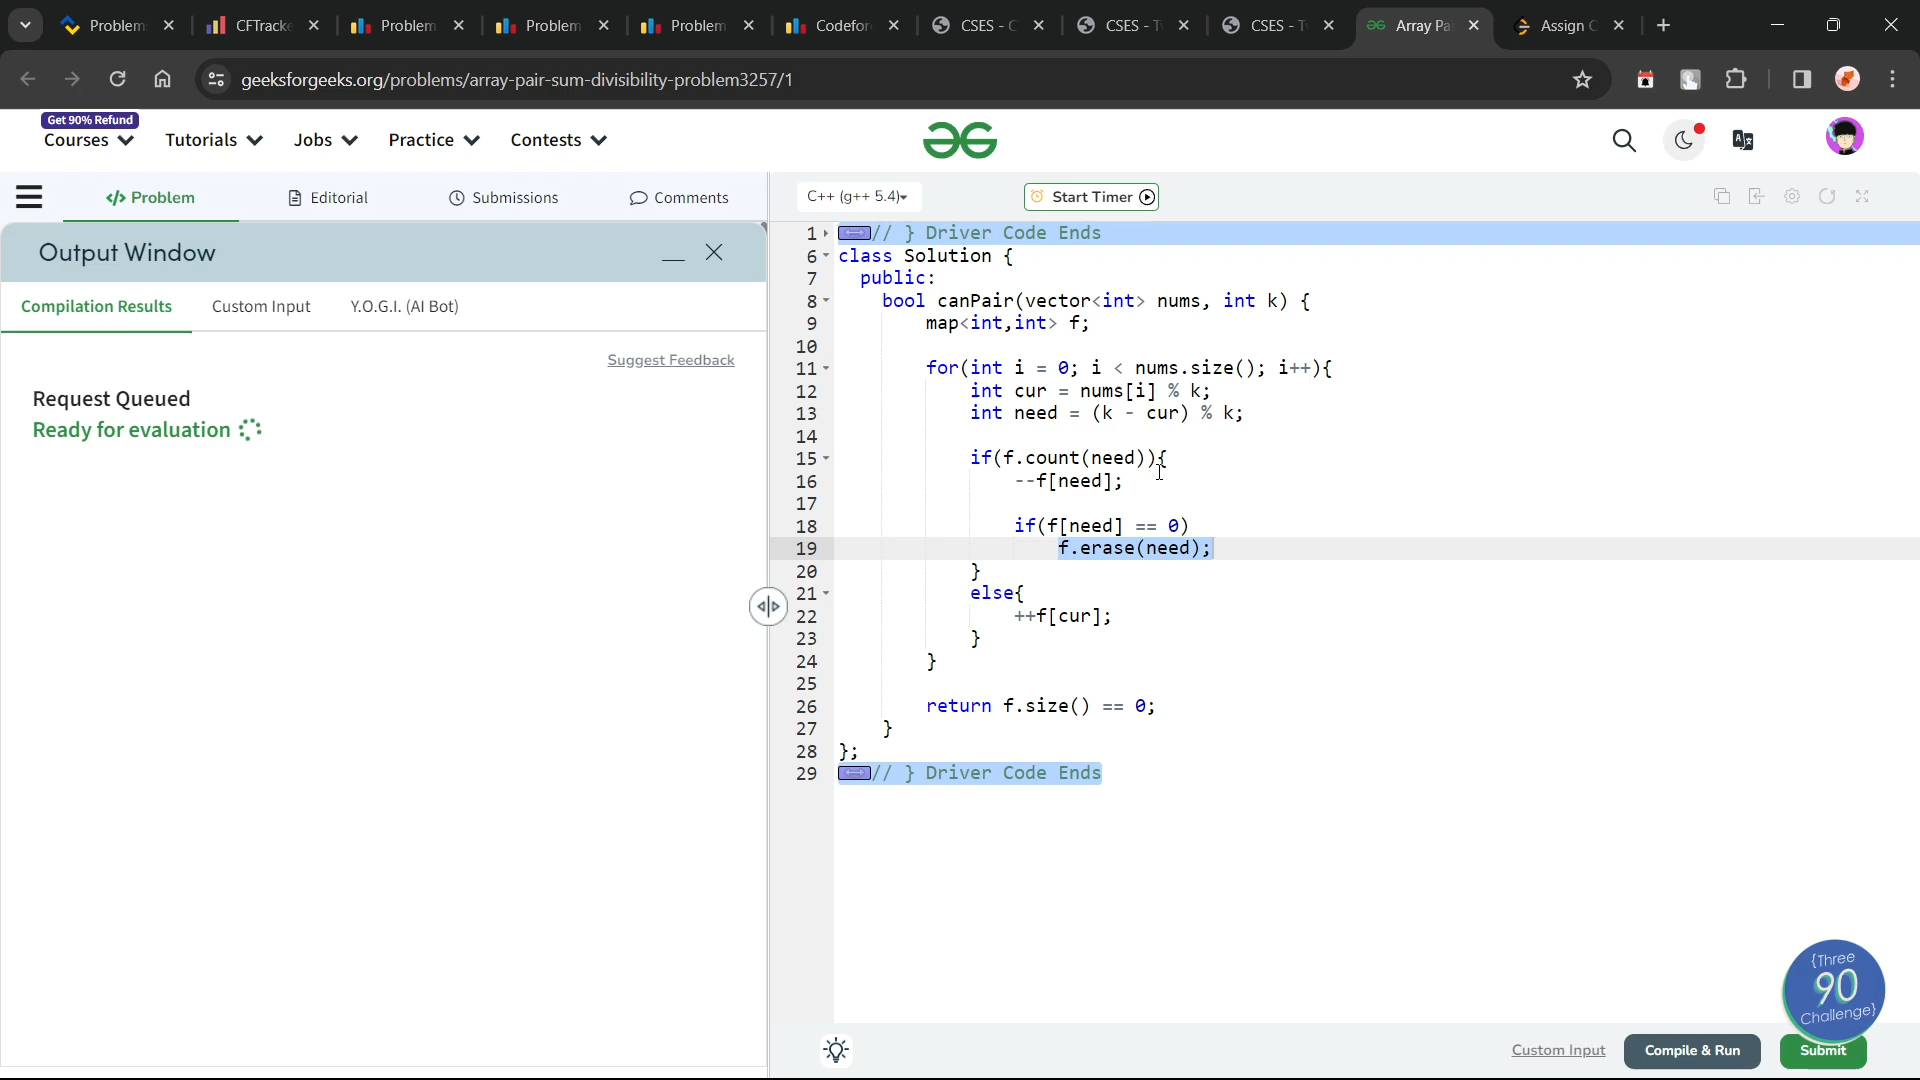 Problem CFTracke Problem Problem Problem Codefor CSES - C CSES - T CSES - T Array Pa Assign C
geeksforgeeks.org/problems/array-pair-sum-divisibility-problem3257/1
Get 90% Refund
Courses Tutorials Jobs Practice Contests
</> Problem Editorial Submissions Comments
C++ (g++ 5.4) Start Timer
Output Window
Compilation Results Custom Input Y.O.G.I. (AI Bot)
Suggest Feedback
Request Queued
Ready for evaluation
1 // } Driver Code Ends
6 class Solution {
7 public:
8 bool canPair(vector<int> nums, int k) {
9 map<int,int> f;
10
11 for(int i = 0; i < nums.size(); i++){
12 int cur = nums[i] % k;
13 int need = (k - cur) % k;
14
15 if(f.count(need)){
16 --f[need];
17
18 if(f[need] == 0)
19 f.erase(need);
20 }
21 else{
22 ++f[cur];
23 }
24 }
25
26 return f.size() == 0;
27 }
28 };
29 // } Driver Code Ends
{Three
90
Challenge}
Custom Input Compile & Run Submit